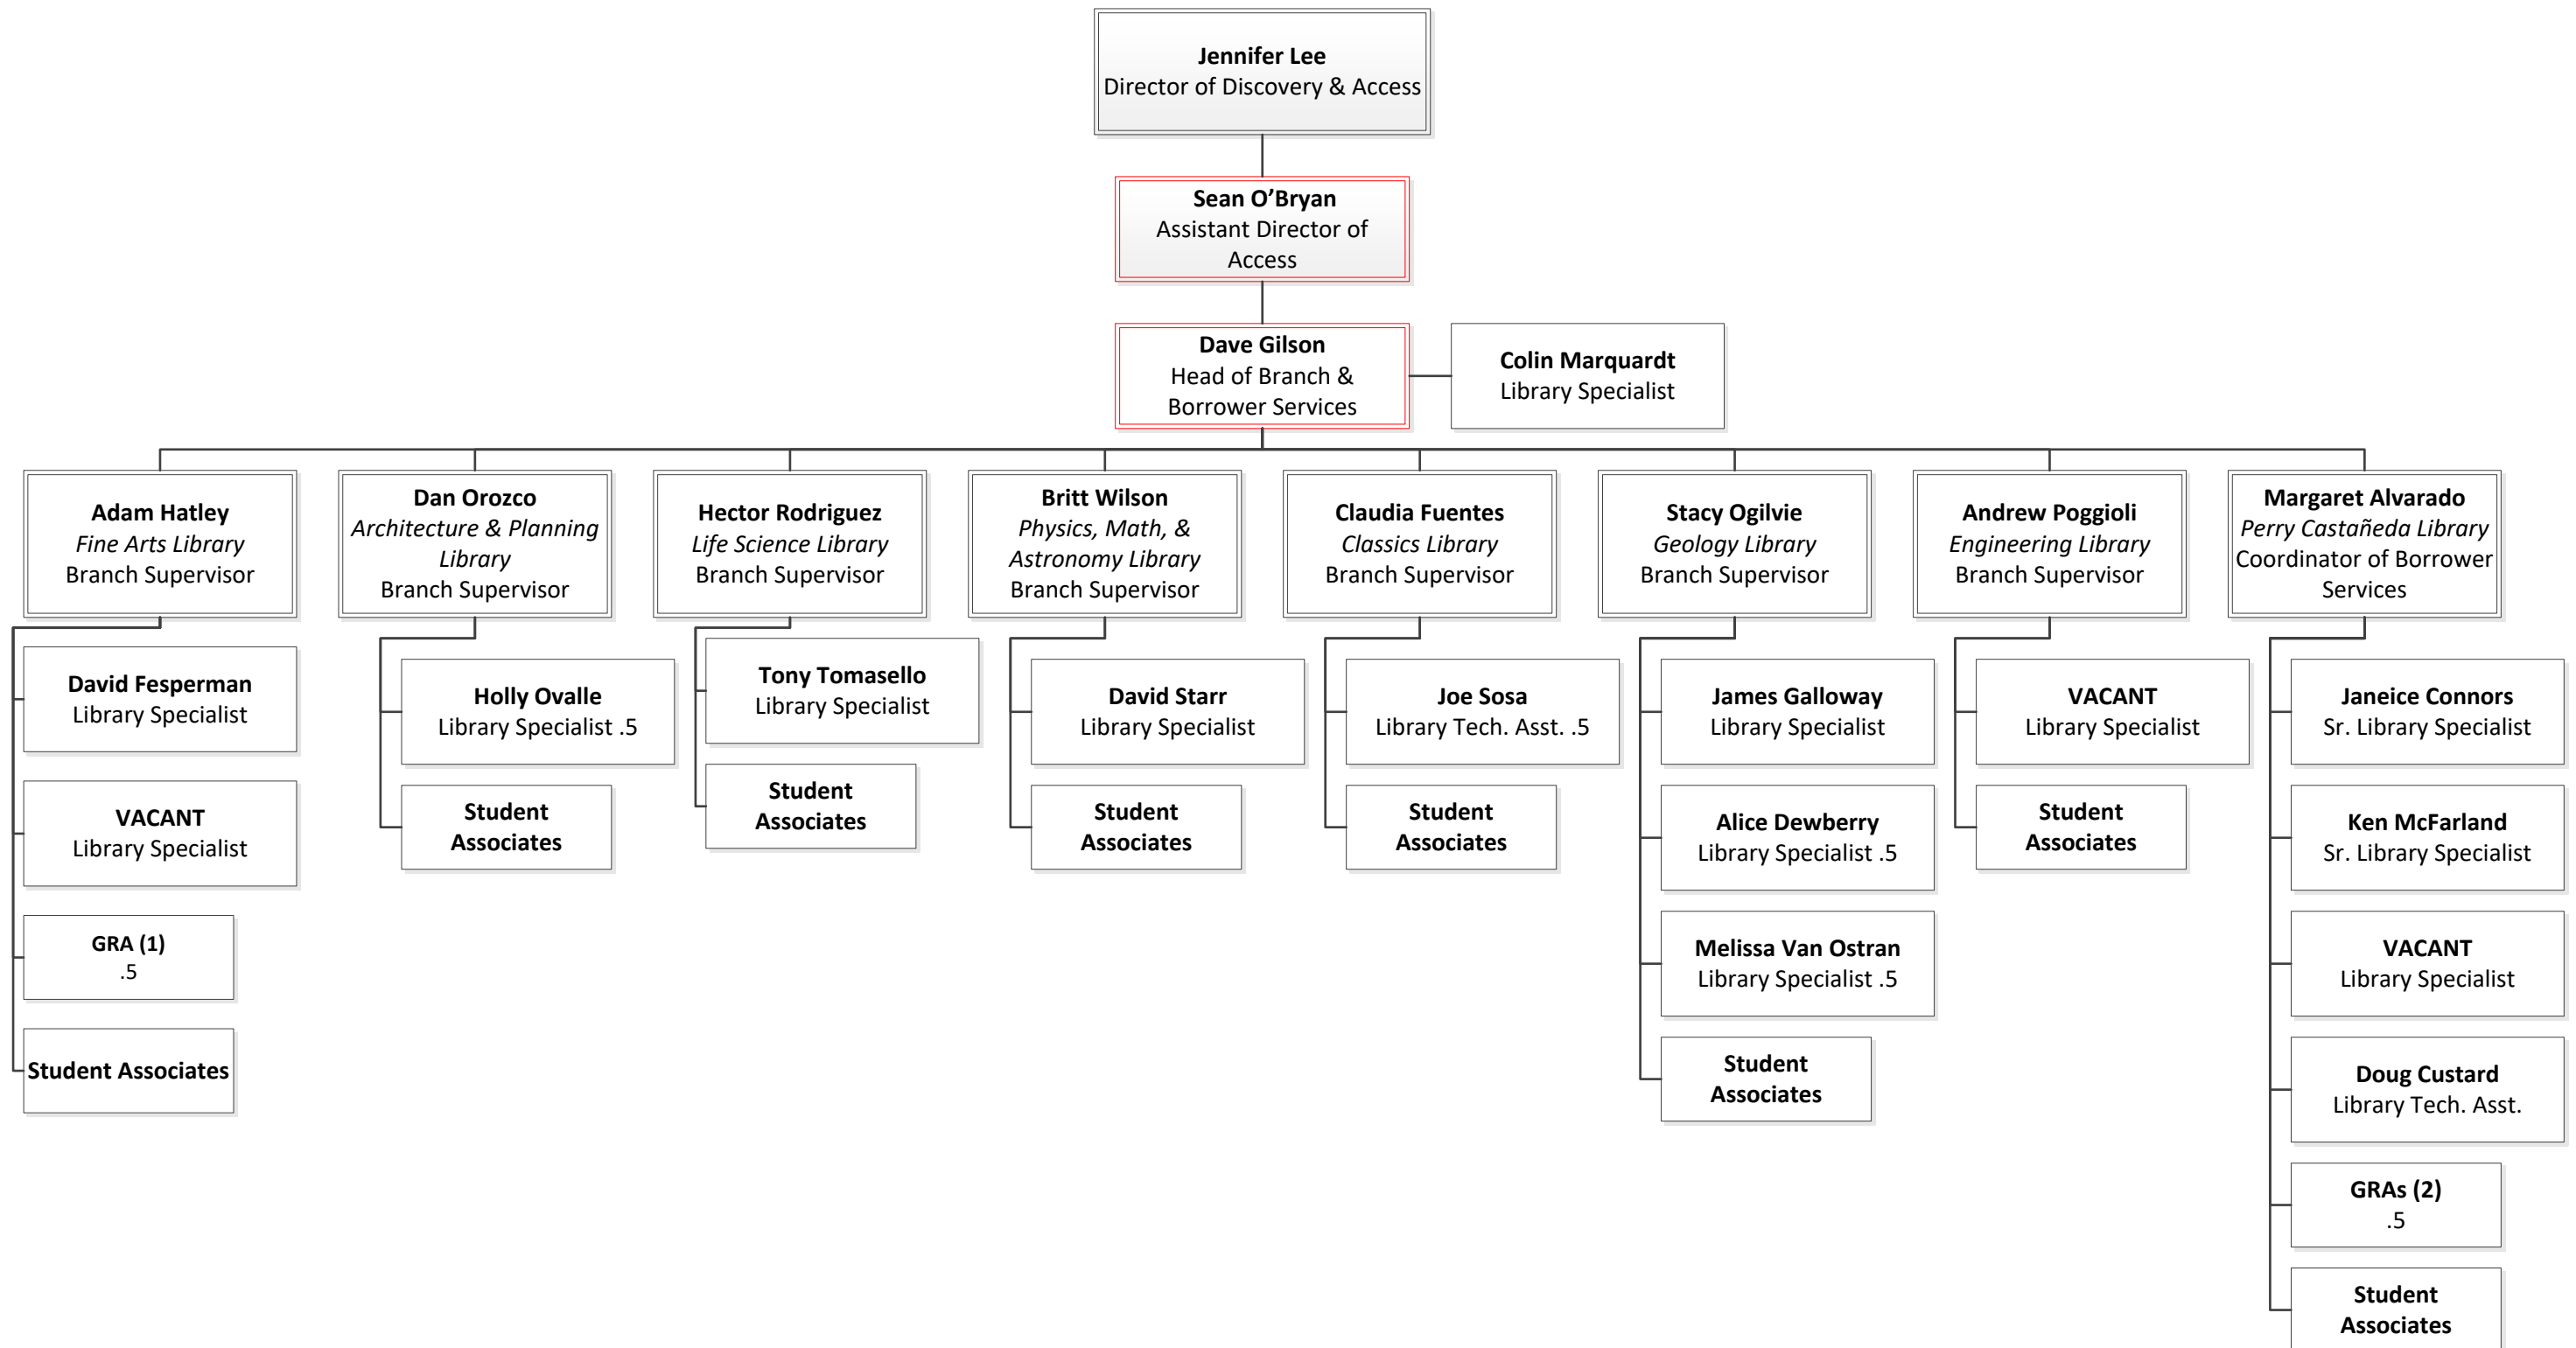 Jennifer Lee
Director of Discovery & Access
Sean O’Bryan
Assistant Director of
Access
Dave Gilson
Head of Branch &
Borrower Services
Colin Marquardt
Library Specialist
Adam Hatley
Fine Arts Library
Branch Supervisor
Dan Orozco
Architecture & Planning
Library
Branch Supervisor
Hector Rodriguez
Life Science Library
Branch Supervisor
Britt Wilson
Physics, Math, &
Astronomy Library
Branch Supervisor
Claudia Fuentes
Classics Library
Branch Supervisor
Stacy Ogilvie
Geology Library
Branch Supervisor
Andrew Poggioli
Engineering Library
Branch Supervisor
Margaret Alvarado
Perry Castañeda Library
Coordinator of Borrower
Services
David Fesperman
Library Specialist
VACANT
Library Specialist
GRA (1)
.5
Student Associates
Holly Ovalle
Library Specialist .5
Student
Associates
Tony Tomasello
Library Specialist
Student
Associates
David Starr
Library Specialist
Student
Associates
Joe Sosa
Library Tech. Asst. .5
Student
Associates
James Galloway
Library Specialist
Alice Dewberry
Library Specialist .5
Melissa Van Ostran
Library Specialist .5
Student
Associates
VACANT
Library Specialist
Student
Associates
Janeice Connors
Sr. Library Specialist
Ken McFarland
Sr. Library Specialist
VACANT
Library Specialist
Doug Custard
Library Tech. Asst.
GRAs (2)
.5
Student
Associates